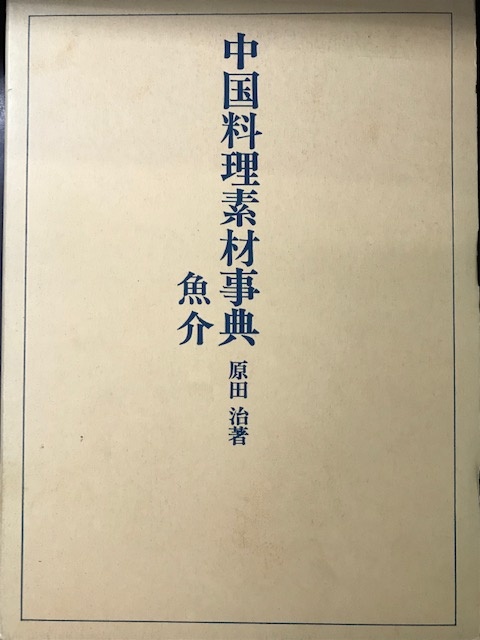 中国料理素材事典
魚介
原田 治著